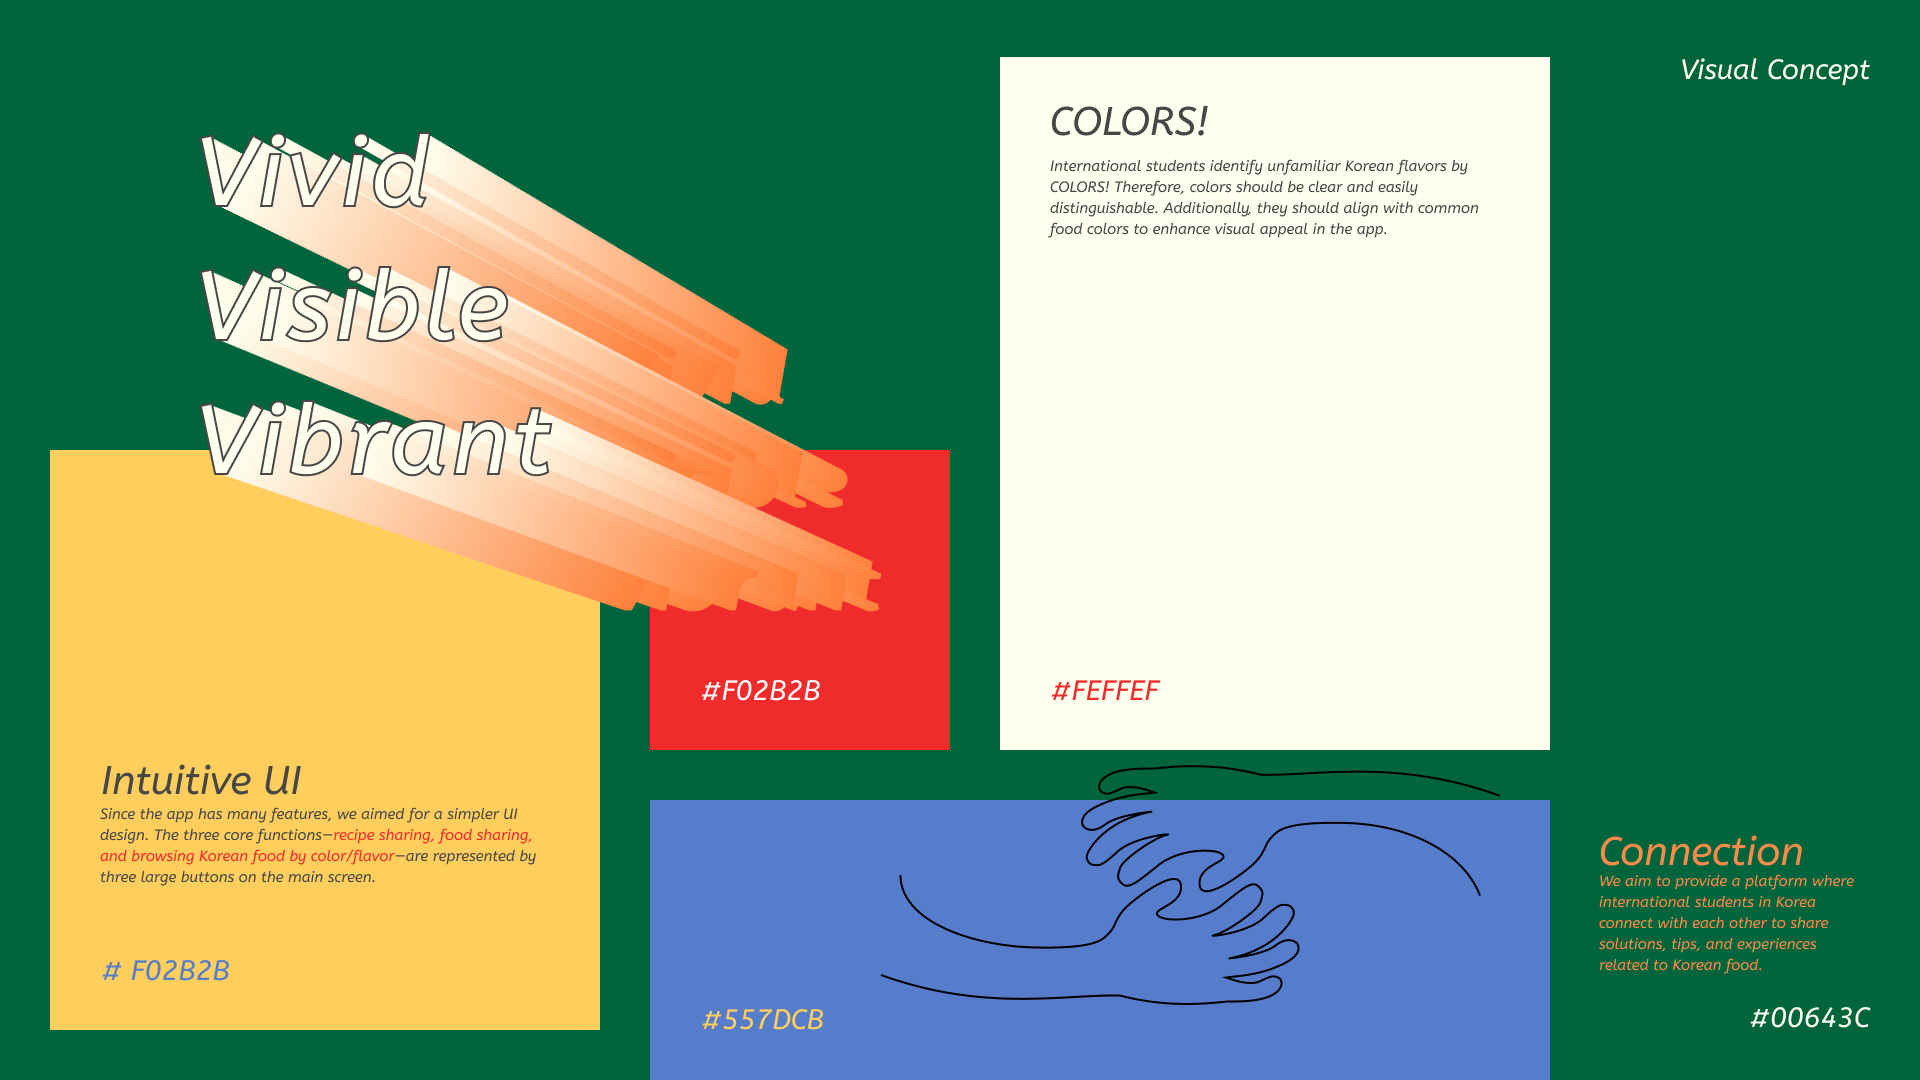 Visual Concept
Vivid
Visible
Vibrant
COLORS!
International students identify unfamiliar Korean flavors by
COLORS! Therefore, colors should be clear and easily
distinguishable. Additionally, they should align with common
food colors to enhance visual appeal in the app.
#F02B2B
#FEFFEF
Intuitive UI
Since the app has many features, we aimed for a simpler UI
design. The three core functions—recipe sharing, food sharing,
and browsing Korean food by color/flavor—are represented by
three large buttons on the main screen.
# F02B2B
#557DCB
Connection
We aim to provide a platform where
international students in Korea
connect with each other to share
solutions, tips, and experiences
related to Korean food.
#00643C